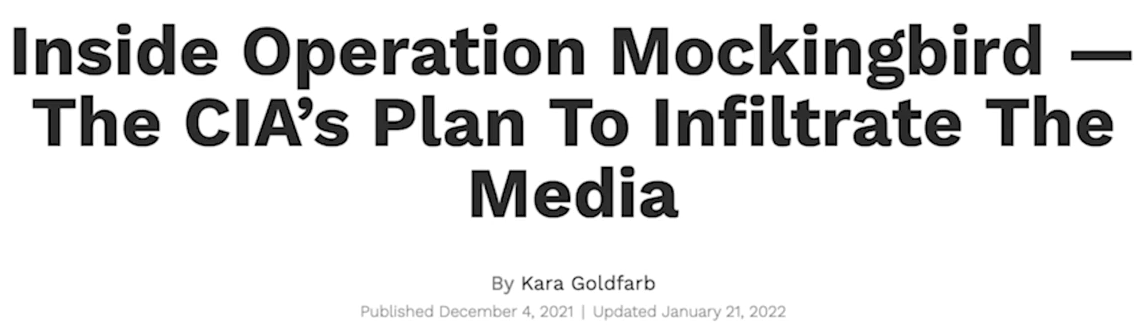 Inside Operation Mockingbird —
The CIA’s Plan To Infiltrate The
Media
By Kara Goldfarb
Published December 4, 2021 | Updated January 21, 2022